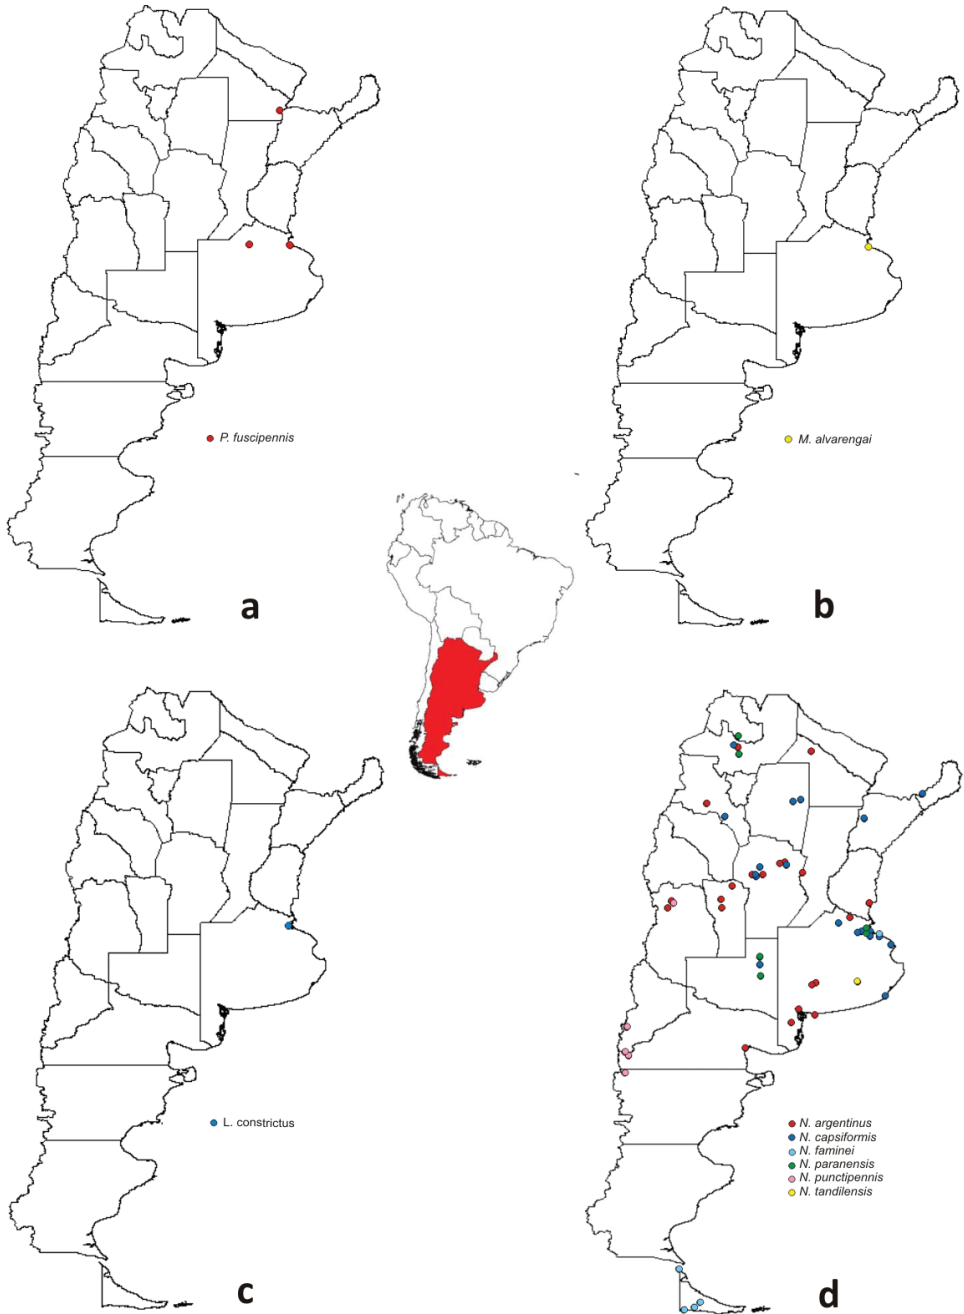 P. fuscipennis
a
M. alvarengai
b
L. constrictus
c
N. argentinus
N. capsiformis
N. faminei
N. paranensis
N. punctipennis
N. tandilensis
d